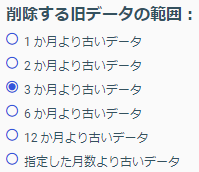 削除する旧データの範囲：
1 か月より古いデータ
2 か月より古いデータ
3 か月より古いデータ
6 か月より古いデータ
12 か月より古いデータ
指定した月数より古いデータ